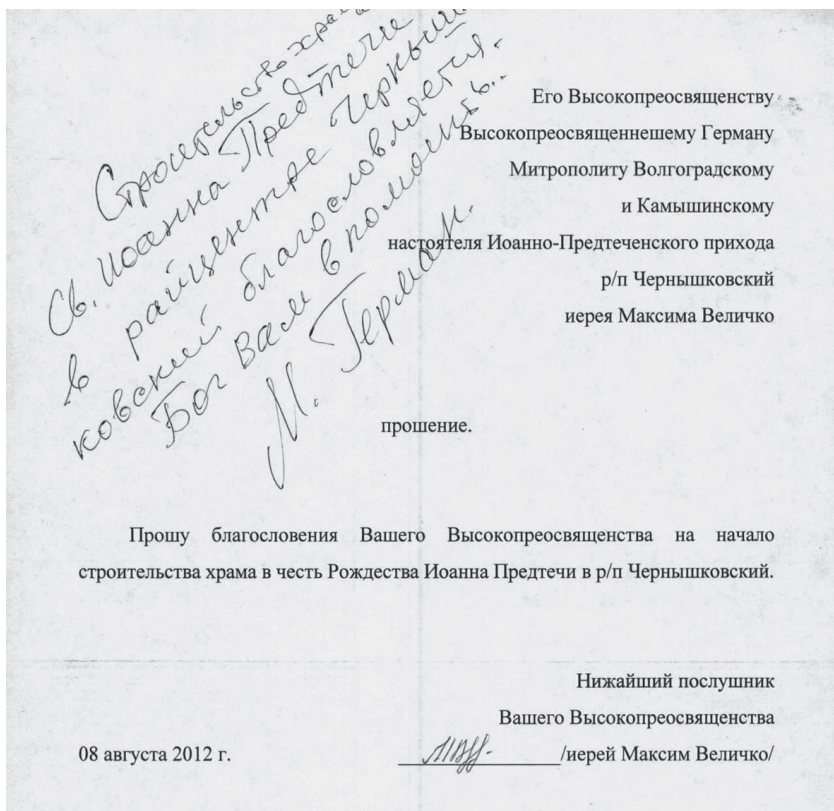 Строительство храма
Св. Иоанна Предтечи
в райцентре Черныш
ковский благословляется.
Бог Вам в помощь..
М. Герман.
Его Высокопреосвященству
Высокопреосвященнешему Герману
Митрополиту Волгоградскому
и Камышинскому
настоятеля Иоанно-Предтеченского прихода
р/п Чернышковский
иерея Максима Величко
прошение.
Прошу благословения Вашего Высокопреосвященства на начало
строительства храма в честь Рождества Иоанна Предтечи в р/п Чернышковский.
Нижайший послушник
Вашего Высокопреосвященства
08 августа 2012 г. /иерей Максим Величко/